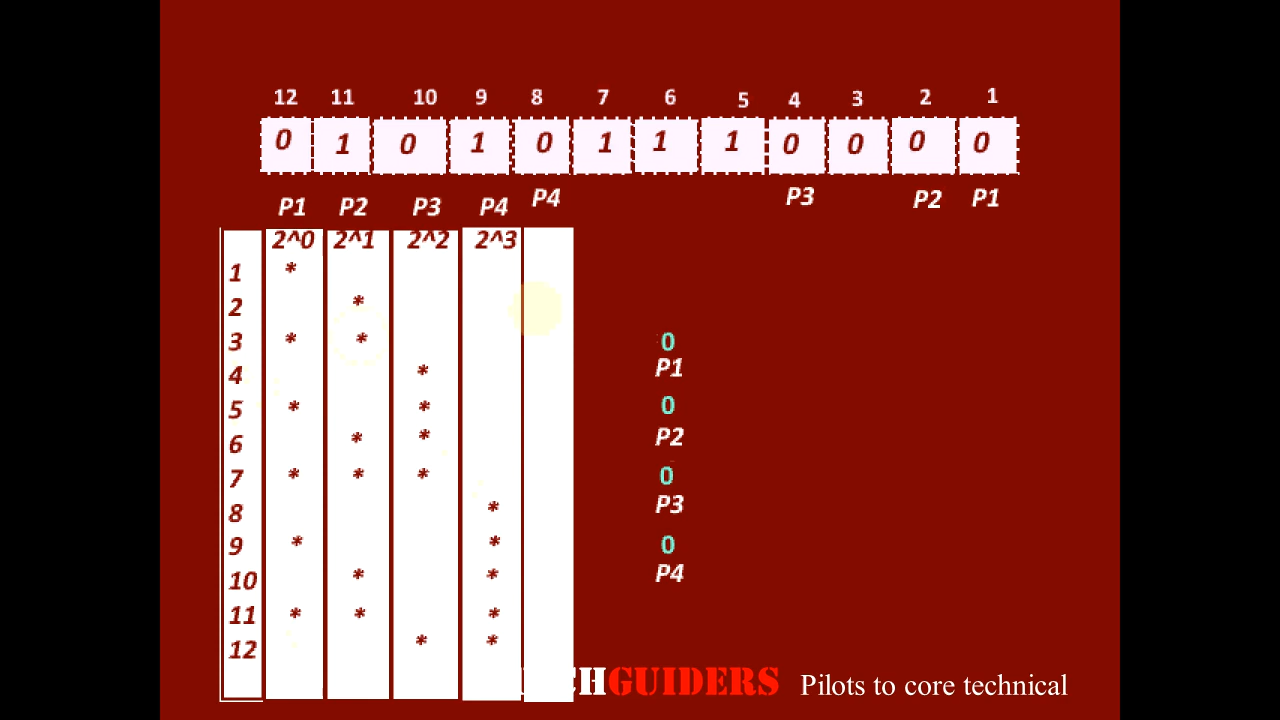 12 11 10 9 8 7 6 5 4 3 2 1
0 1 0 1 0 1 1 1 0 0 0 0
P4 P3 P2 P1
P1 P2 P3 P4
2^0 2^1 2^2 2^3
1 *
2 *
3 * *
4 *
5 * *
6 * *
7 * * *
8 *
9 * *
10 * *
11 * * *
12 * *
0
P1
0
P2
0
P3
0
P4
GUIDERS Pilots to core technical